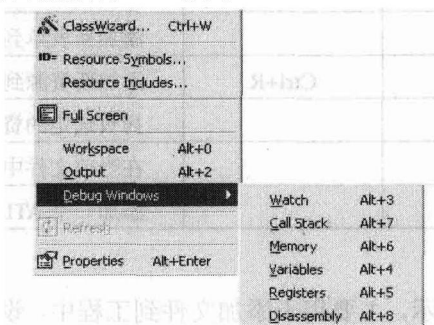 ClassWizard... Ctrl+W
Resource Symbols...
Resource Includes...
Full Screen
Workspace Alt+0
Output Alt+2
Debug Windows
Refresh
Properties Alt+Enter
Watch Alt+3
Call Stack Alt+7
Memory Alt+6
Variables Alt+4
Registers Alt+5
Disassembly Alt+8